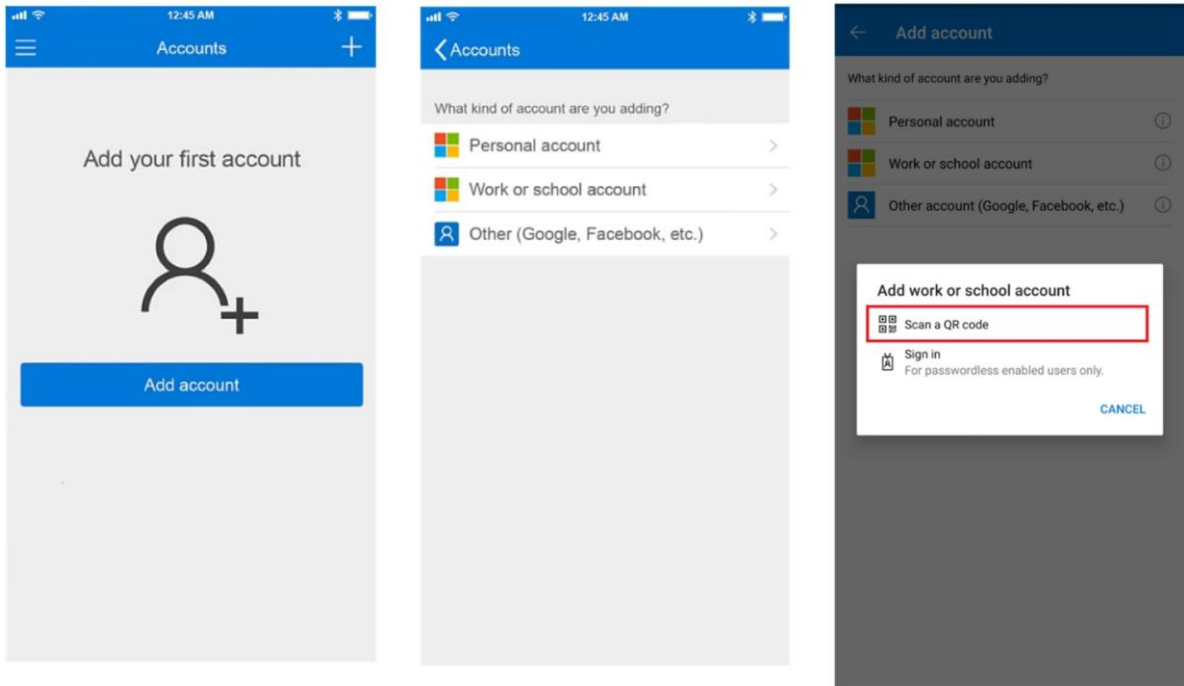 12:45 AM
Accounts
Add your first account
Add account
12:45 AM
Accounts
What kind of account are you adding?
Personal account
Work or school account
Other (Google, Facebook, etc.)
Add account
What kind of account are you adding?
Personal account
Work or school account
Other account (Google, Facebook, etc.)
Add work or school account
Scan a QR code
Sign in
For passwordless enabled users only.
CANCEL